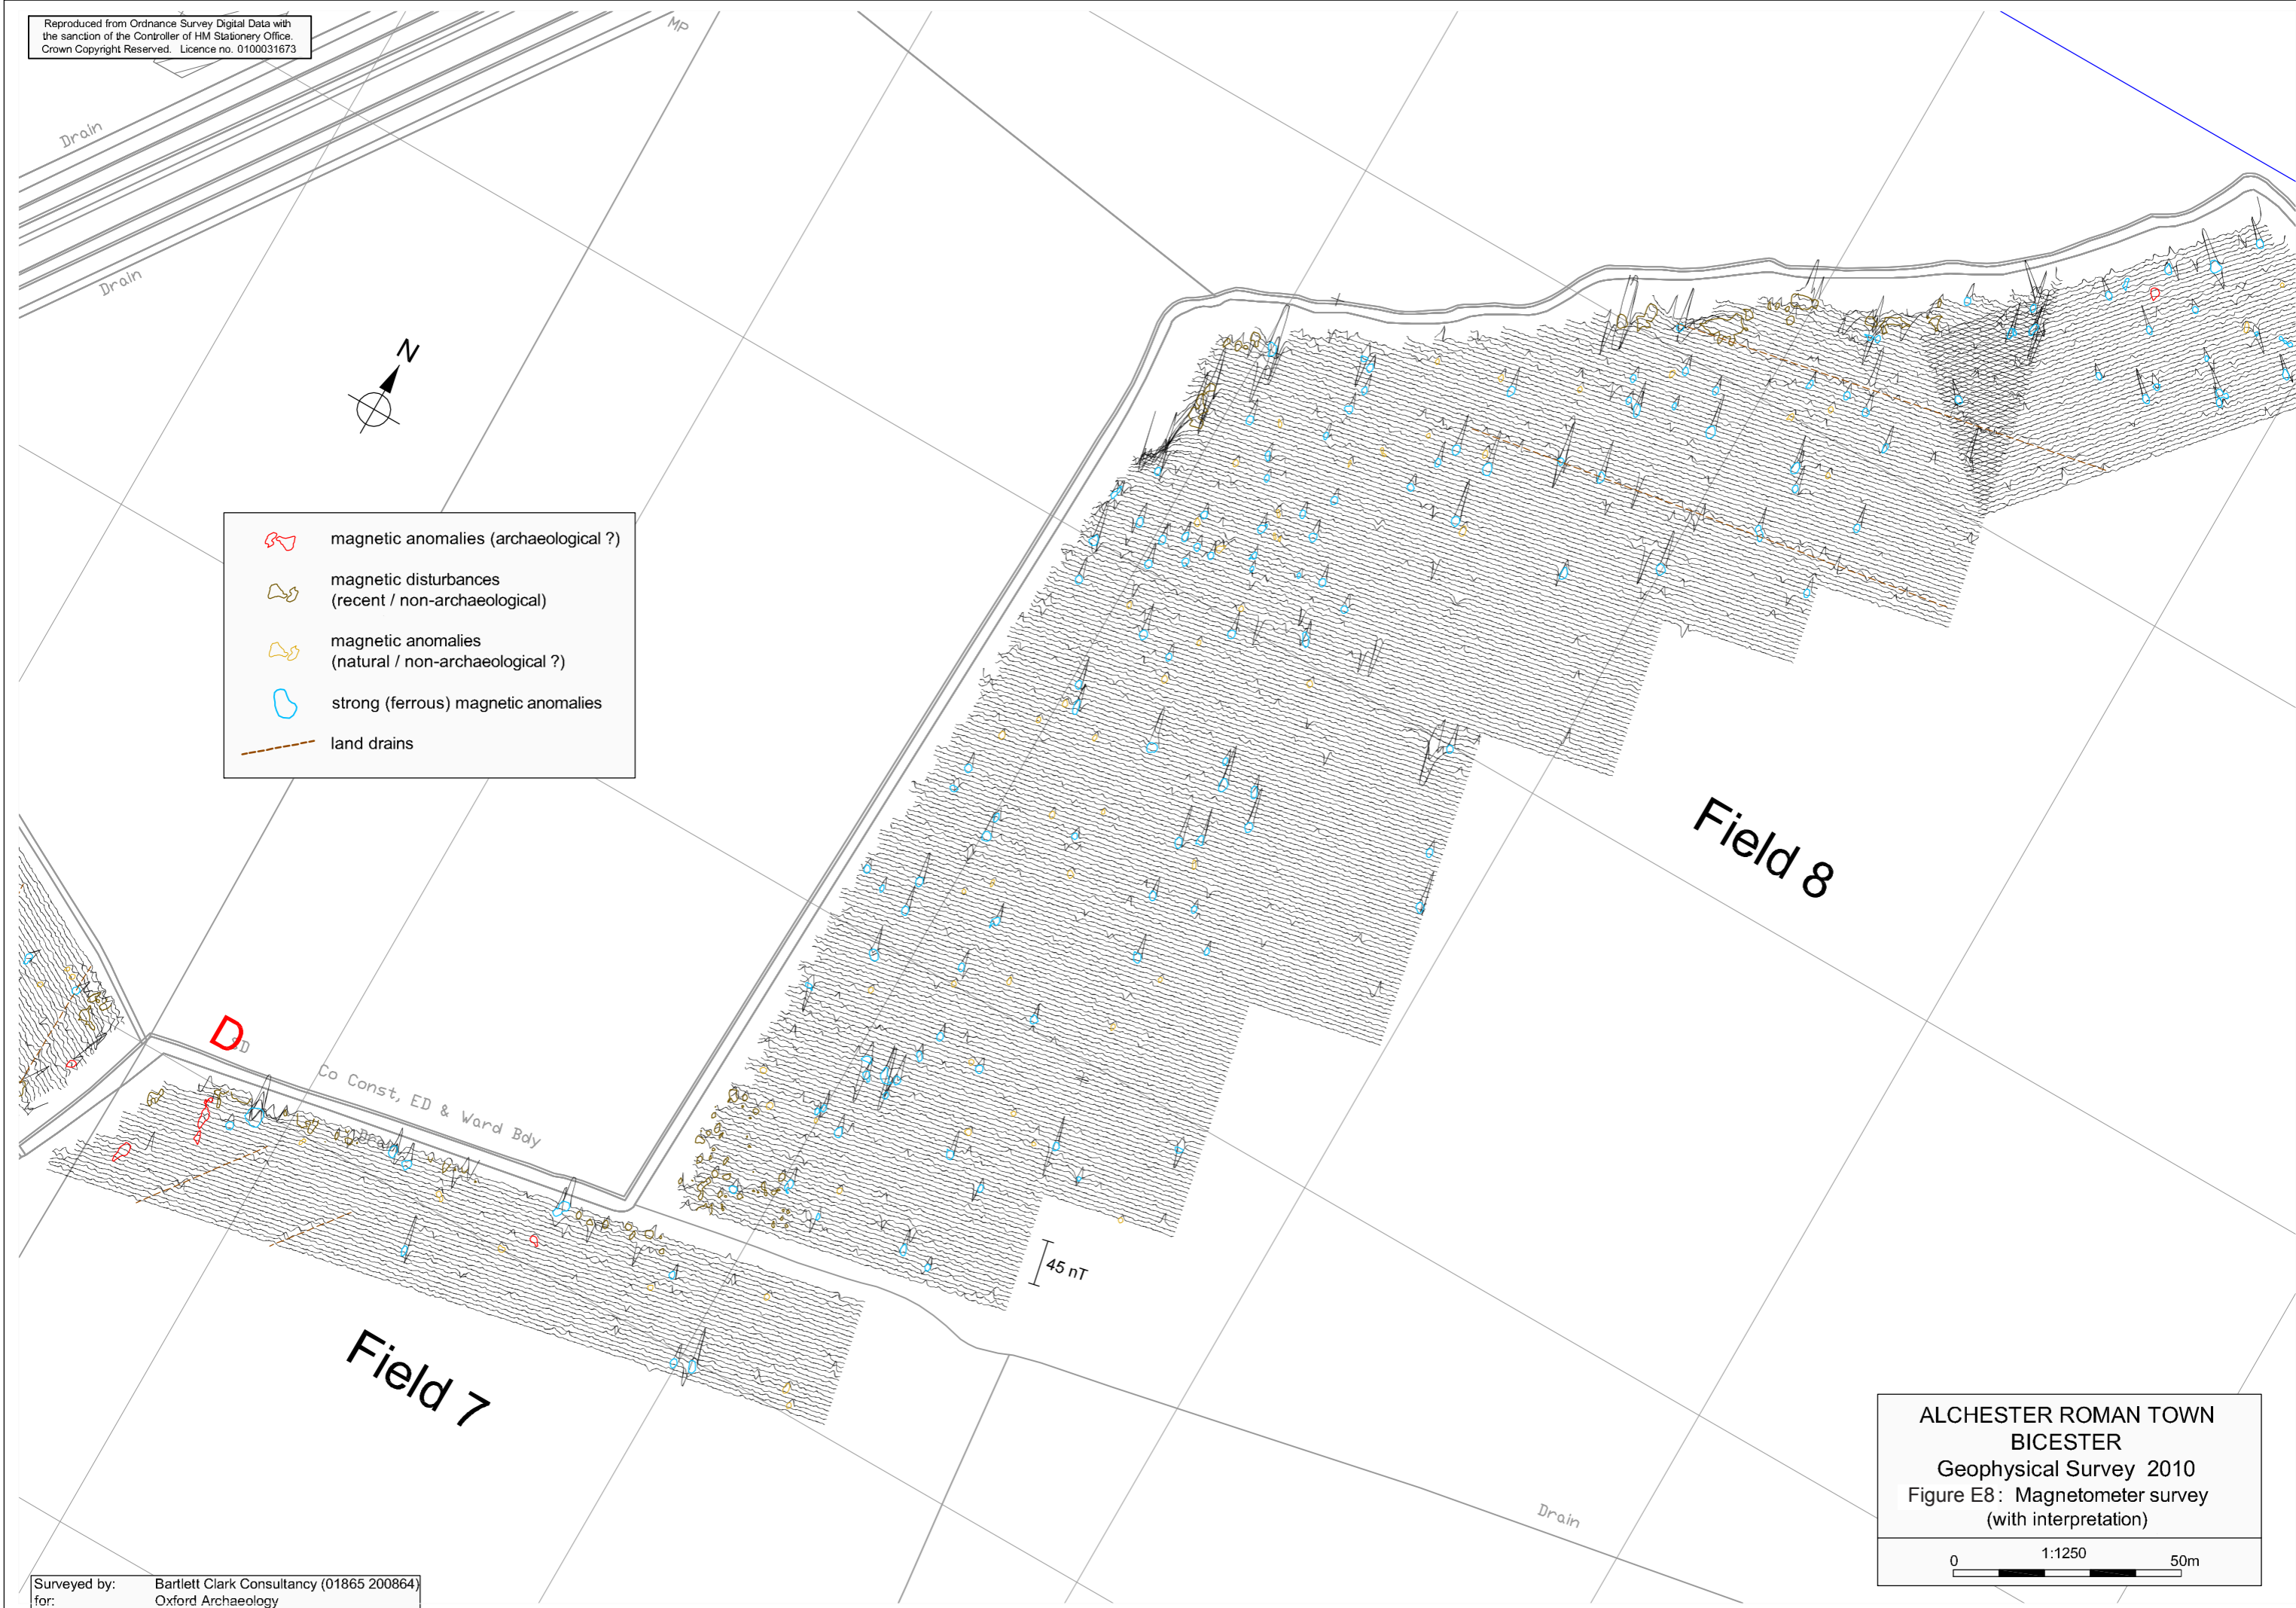 Reproduced from Ordnance Survey Digital Data with
the sanction of the Controller of HM Stationery Office.
Crown Copyright Reserved. Licence no. 0100031673
MP
Drain
Drain
N
magnetic anomalies (archaeological ?)
magnetic disturbances
(recent / non-archaeological)
magnetic anomalies
(natural / non-archaeological ?)
strong (ferrous) magnetic anomalies
land drains
Field 8
D
SD
Co Const, ED & Ward Bdy
Drain
45 nT
Field 7
Drain
ALCHESTER ROMAN TOWN
BICESTER
Geophysical Survey 2010
Figure E8: Magnetometer survey
(with interpretation)
1:1250
0 50m
Surveyed by: Bartlett Clark Consultancy (01865 200864)
for: Oxford Archaeology